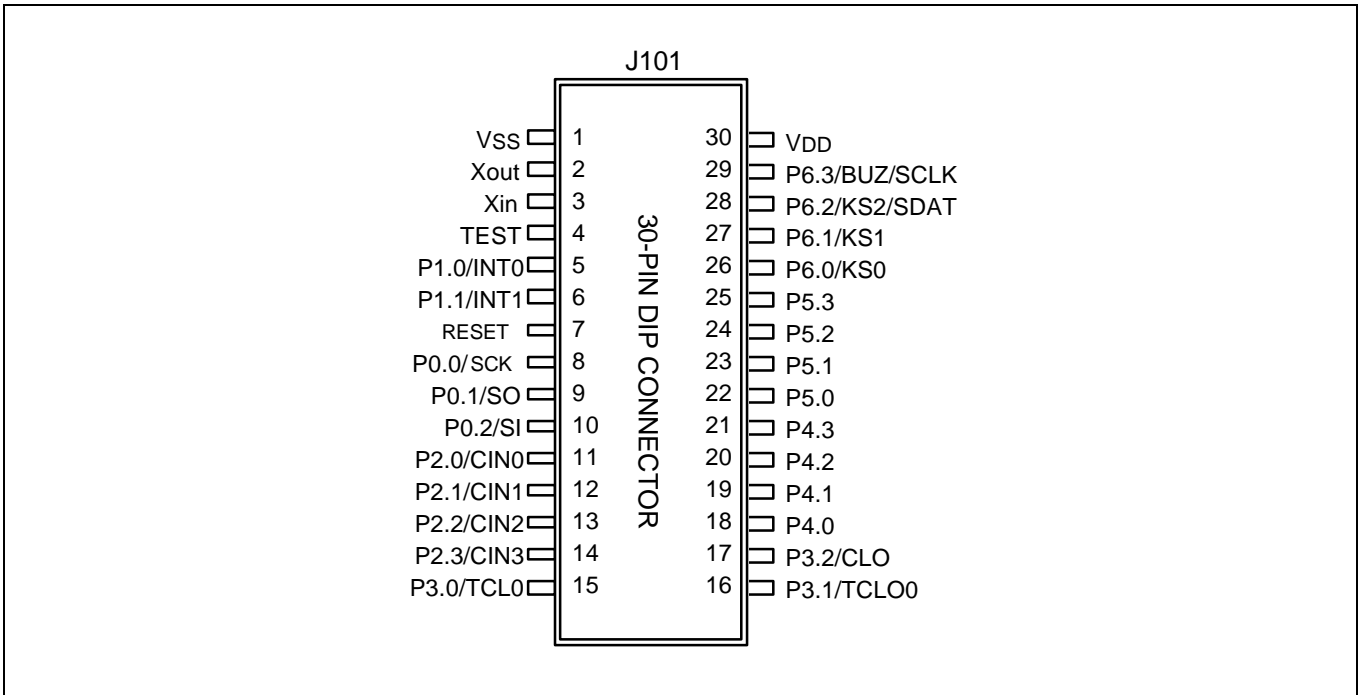 J101
VSS 1 30 VDD
Xout 2 29 P6.3/BUZ/SCLK
Xin 3 28 P6.2/KS2/SDAT
TEST 4 27 P6.1/KS1
P1.0/INT0 5 26 P6.0/KS0
P1.1/INT1 6 25 P5.3
RESET 7 24 P5.2
P0.0/SCK 8 23 P5.1
P0.1/SO 9 22 P5.0
P0.2/SI 10 21 P4.3
P2.0/CIN0 11 20 P4.2
P2.1/CIN1 12 19 P4.1
P2.2/CIN2 13 18 P4.0
P2.3/CIN3 14 17 P3.2/CLO
P3.0/TCL0 15 16 P3.1/TCLO0
30-PIN DIP CONNECTOR